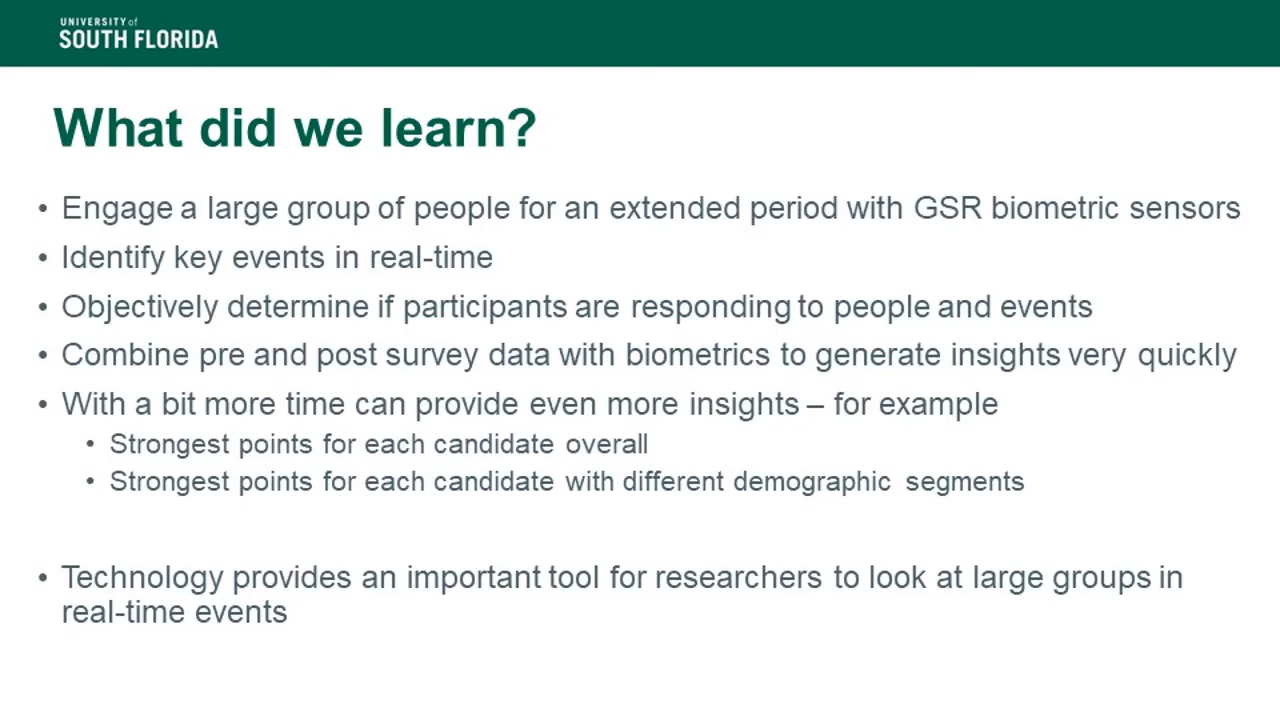 UNIVERSITY of
SOUTH FLORIDA
What did we learn?
• Engage a large group of people for an extended period with GSR biometric sensors
• Identify key events in real-time
• Objectively determine if participants are responding to people and events
• Combine pre and post survey data with biometrics to generate insights very quickly
• With a bit more time can provide even more insights – for example
• Strongest points for each candidate overall
• Strongest points for each candidate with different demographic segments
• Technology provides an important tool for researchers to look at large groups in
real-time events